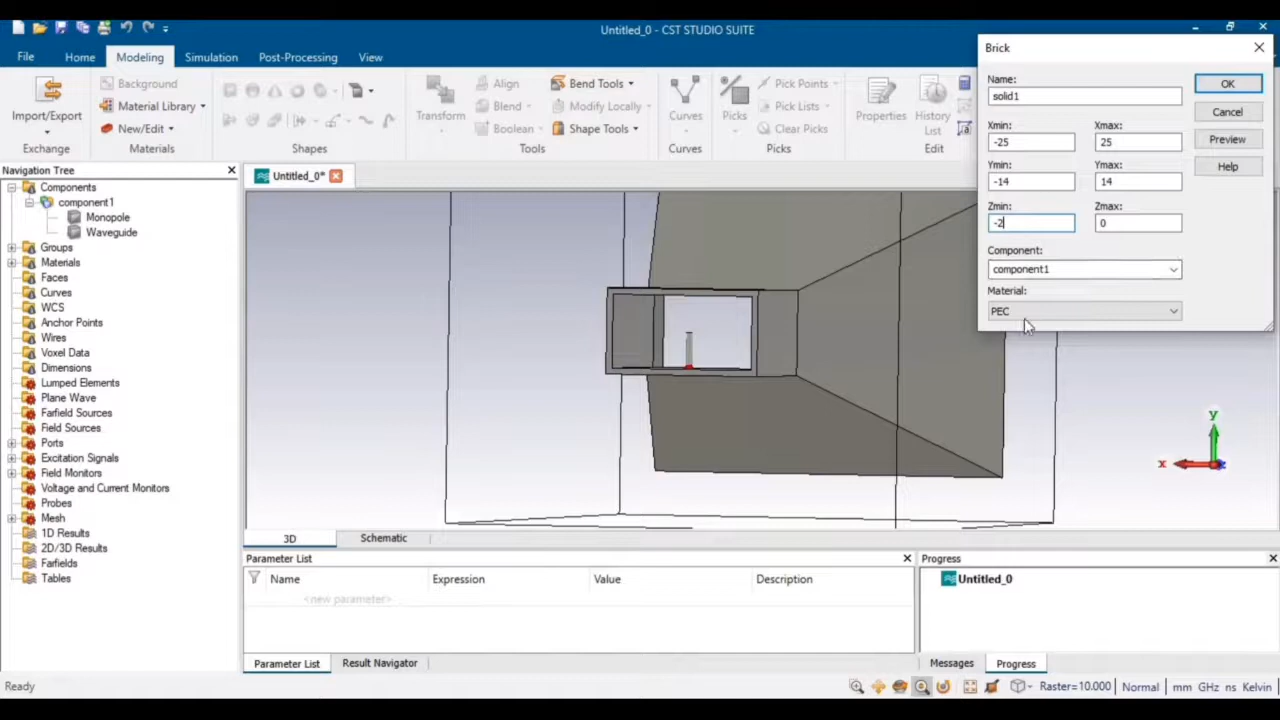 Untitled_0 - CST STUDIO SUITE
File
Home
Modeling
Simulation
Post-Processing
View
Import/Export
Exchange
Background
Material Library
New/Edit
Materials
Shapes
Transform
Align
Blend
Boolean
Bend Tools
Modify Locally
Shape Tools
Tools
Curves
Curves
Picks
Pick Points
Pick Lists
Clear Picks
Picks
Properties
History
List
Edit
Brick
Name:
solid1
OK
Cancel
Preview
Help
Xmin:
Xmax:
-25
25
Ymin:
Ymax:
-14
14
Zmin:
Zmax:
-2
0
Component:
component1
Material:
PEC
Navigation Tree
Components
component1
Monopole
Waveguide
Groups
Materials
Faces
Curves
WCS
Anchor Points
Wires
Voxel Data
Dimensions
Lumped Elements
Plane Wave
Farfield Sources
Field Sources
Ports
Excitation Signals
Field Monitors
Voltage and Current Monitors
Probes
Mesh
1D Results
2D/3D Results
Farfields
Tables
Untitled_0*
y
x
z
3D
Schematic
Parameter List
Name
Expression
Value
Description
<new parameter>
Parameter List
Result Navigator
Progress
Untitled_0
Messages
Progress
Ready
Raster=10.000
Normal
mm GHz ns Kelvin